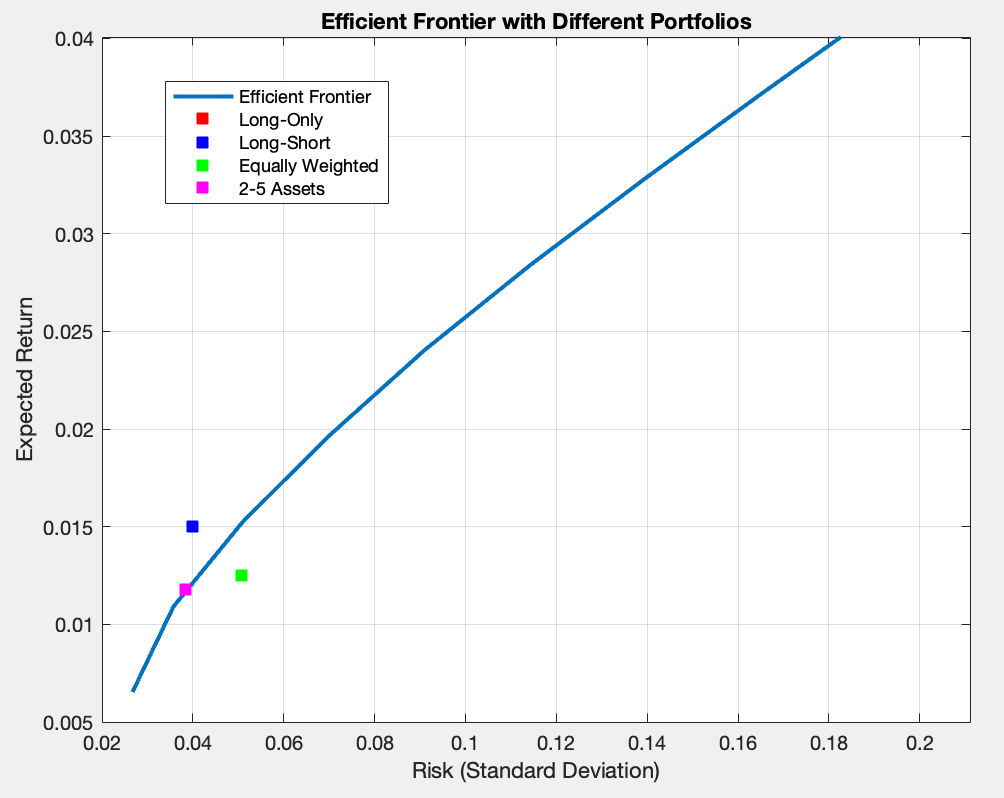 Efficient Frontier with Different Portfolios
Efficient Frontier
Long-Only
Long-Short
Equally Weighted
2-5 Assets
Expected Return
0.04
0.035
0.03
0.025
0.02
0.015
0.01
0.005
0.02 0.04 0.06 0.08 0.1 0.12 0.14 0.16 0.18 0.2
Risk (Standard Deviation)